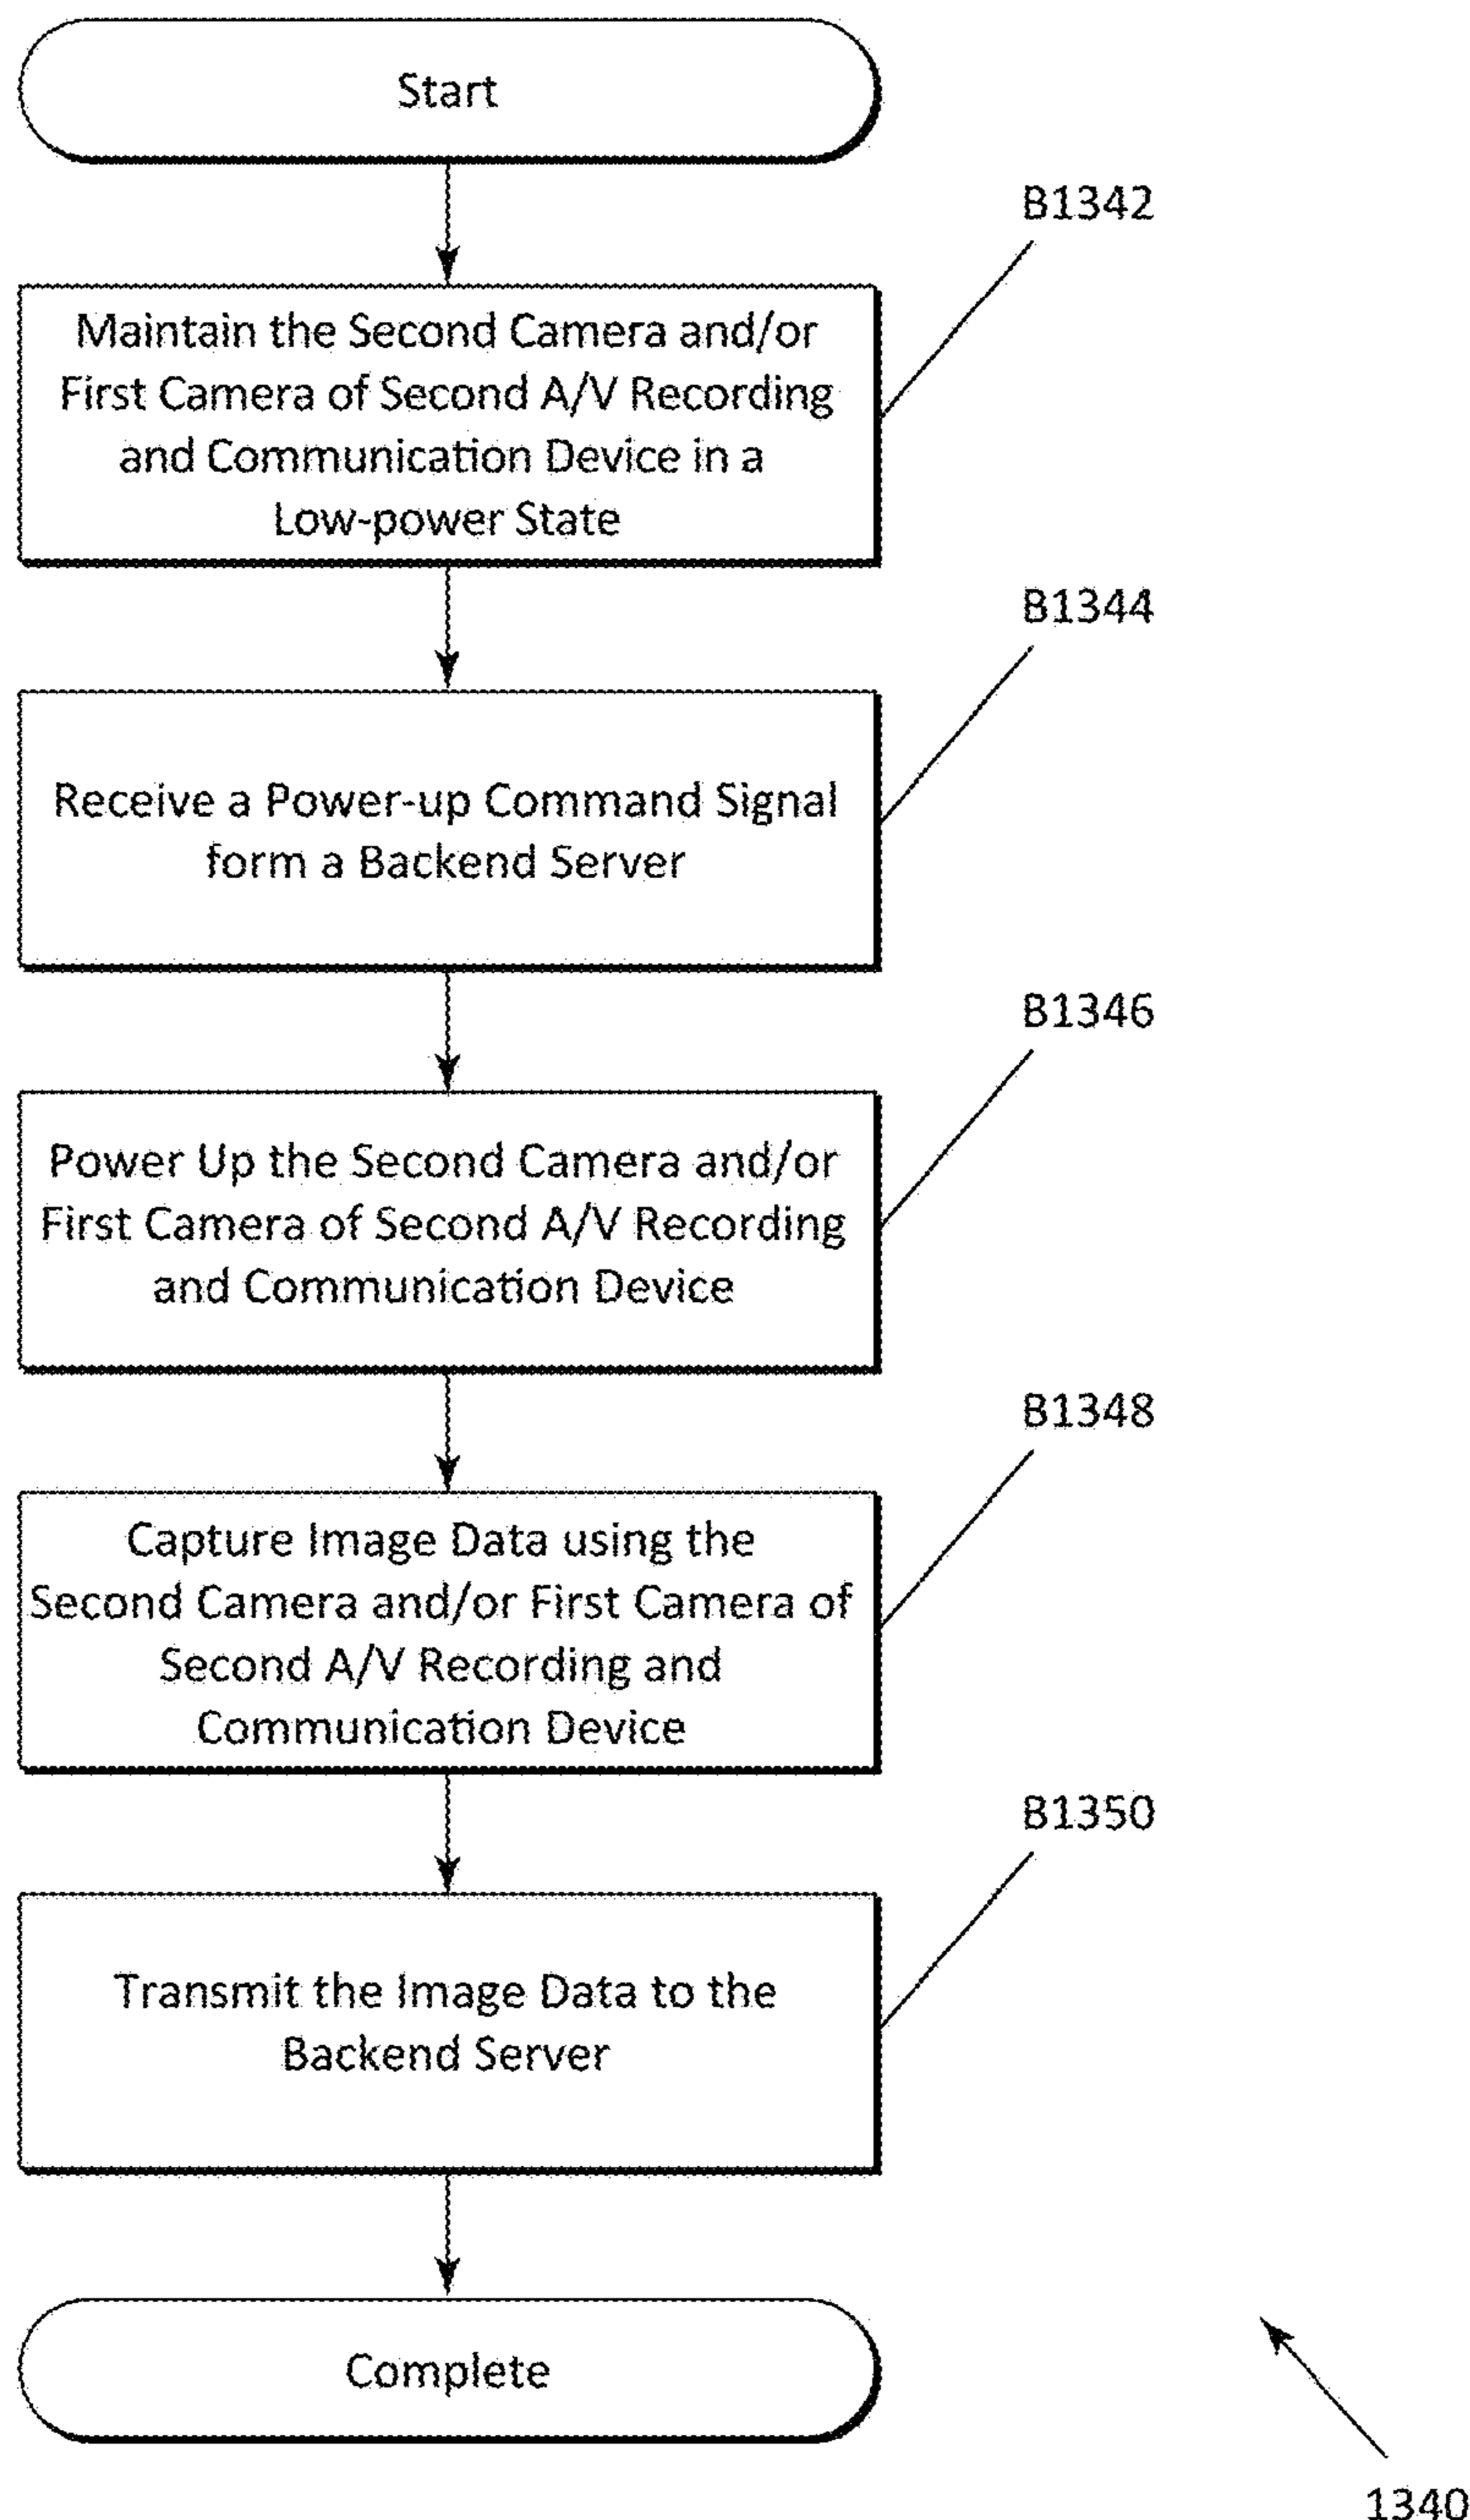 Start
B1342
Maintain the Second Camera and/or
First Camera of Second A/V Recording
and Communication Device in a
Low-power State
B1344
Receive a Power-up Command Signal
form a Backend Server
B1346
Power Up the Second Camera and/or
First Camera of Second A/V Recording
and Communication Device
B1348
Capture Image Data using the
Second Camera and/or First Camera of
Second A/V Recording and
Communication Device
B1350
Transmit the Image Data to the
Backend Server
Complete
1340